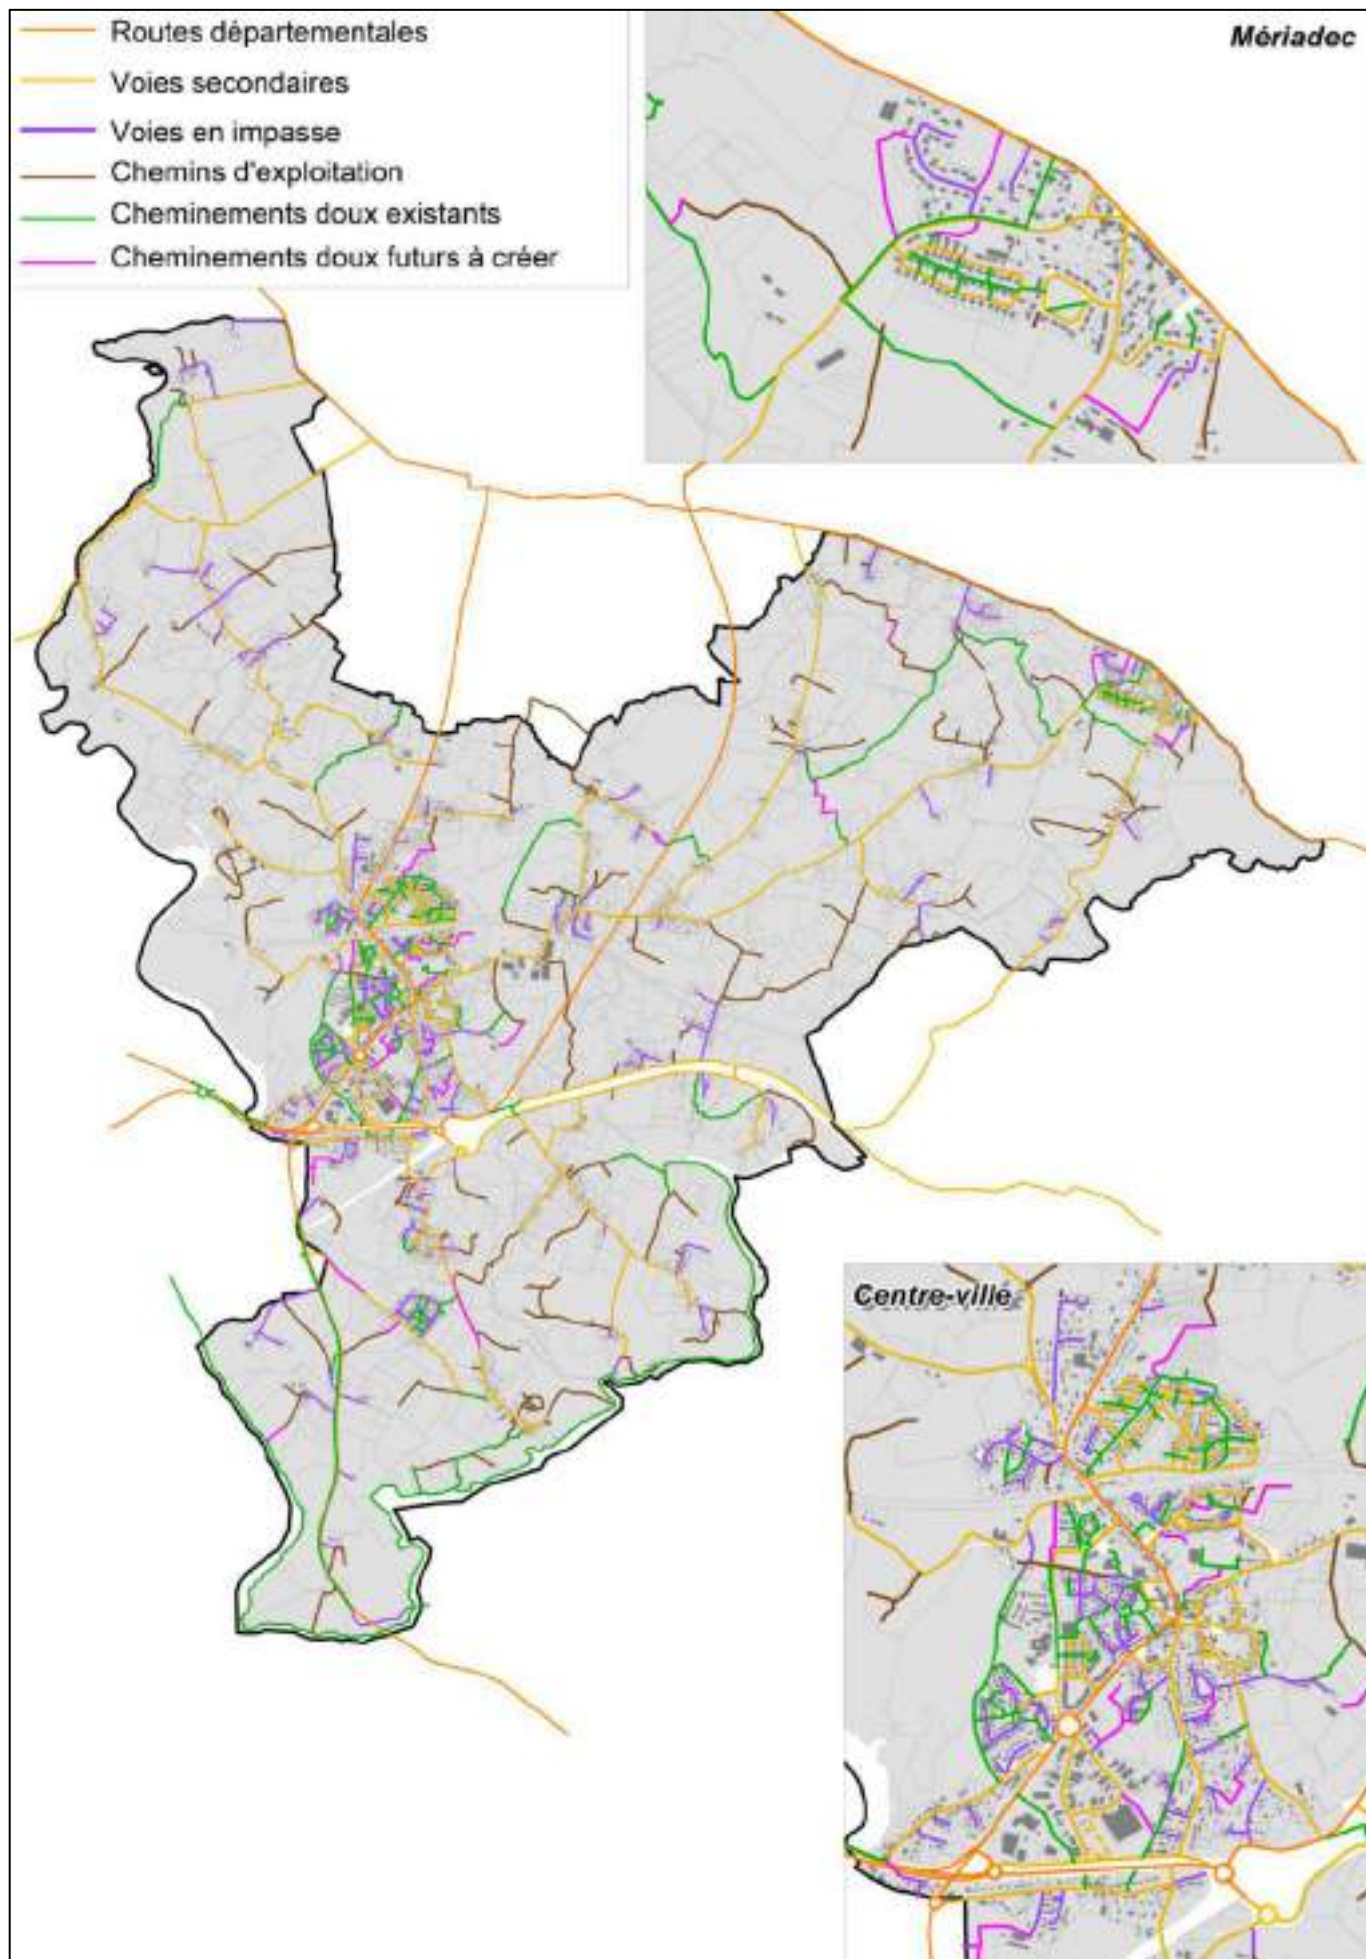 Routes départementales
Voies secondaires
Voies en impasse
Chemins d'exploitation
Cheminements doux existants
Cheminements doux futurs à créer
Mériadec
Centre-ville